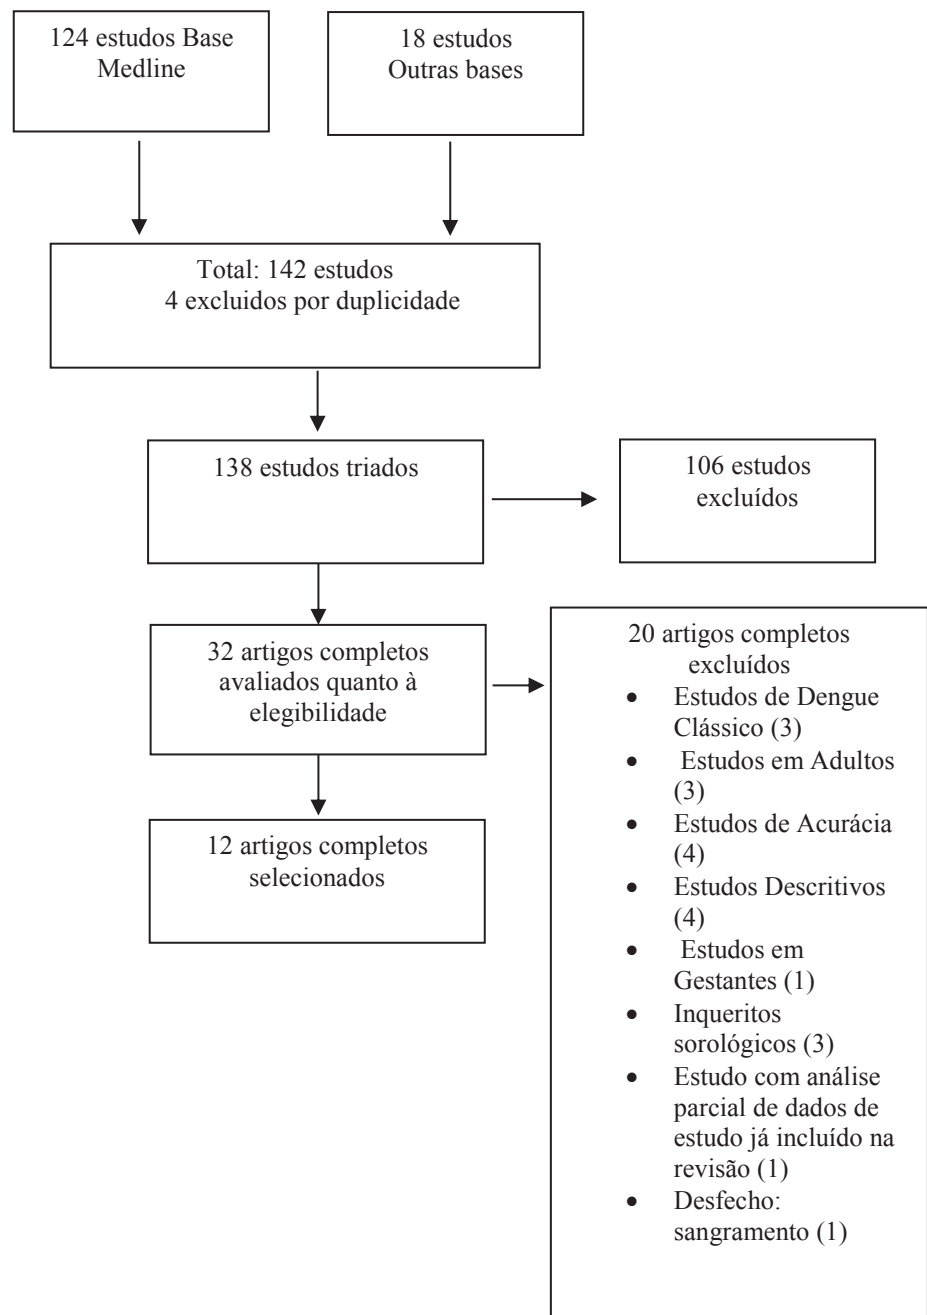 124 estudos Base
Medline
18 estudos
Outras bases
Total: 142 estudos
4 excluidos por duplicidade
138 estudos triados
106 estudos
excluídos
32 artigos completos
avaliados quanto à
elegibilidade
20 artigos completos
excluídos
• Estudos de Dengue
Clássico (3)
• Estudos em Adultos
(3)
• Estudos de Acurácia
(4)
• Estudos Descritivos
(4)
• Estudos em
Gestantes (1)
• Inqueritos
sorológicos (3)
• Estudo com análise
parcial de dados de
estudo já incluído na
revisão (1)
• Desfecho:
sangramento (1)
12 artigos completos
selecionados